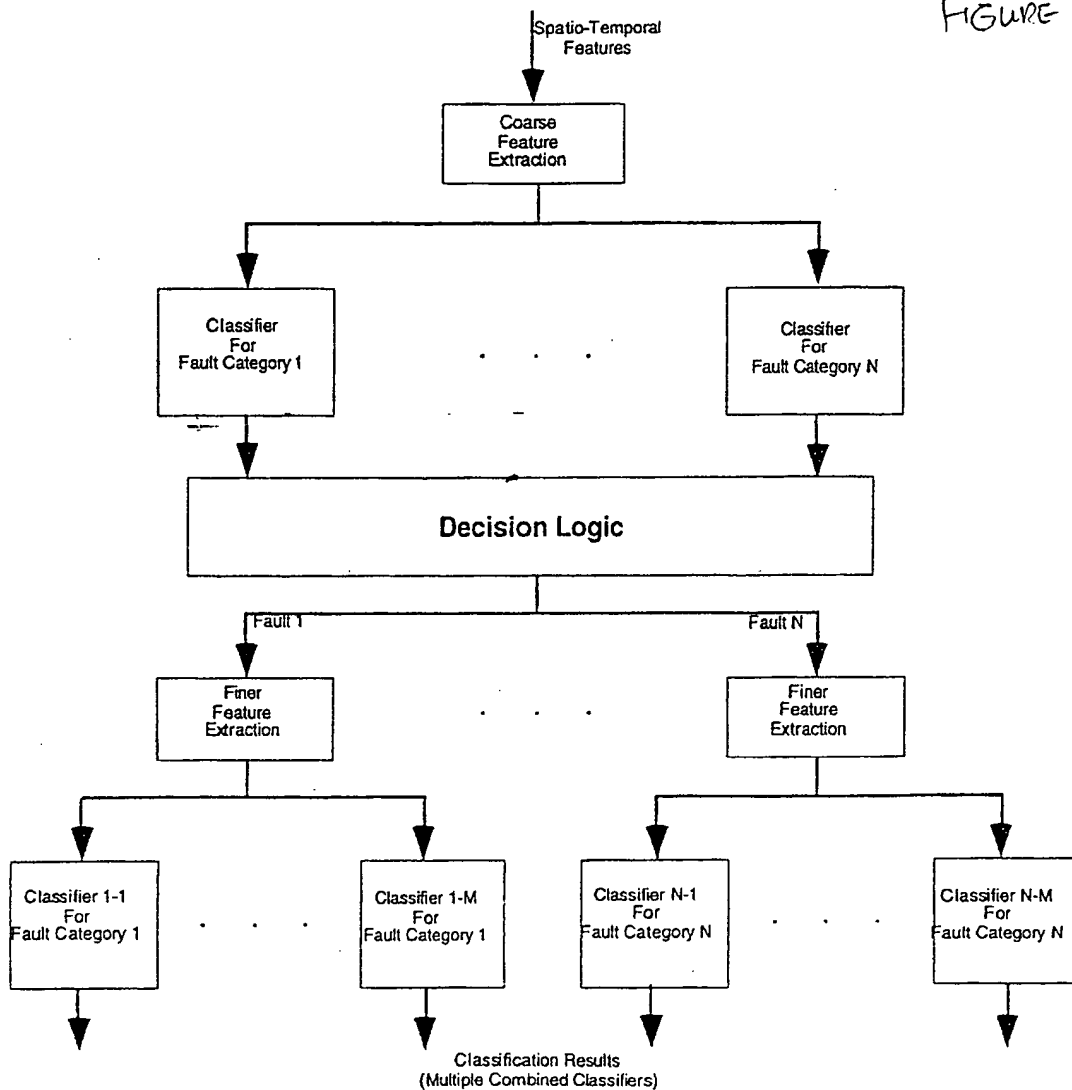 FIGURE
Spatio-Temporal
Features
Coarse
Feature
Extraction
Classifier
For
Fault Category 1
. . .
Classifier
For
Fault Category N
Decision Logic
Fault 1
Fault N
Finer
Feature
Extraction
. . .
Finer
Feature
Extraction
Classifier 1-1
For
Fault Category 1
. . .
Classifier 1-M
For
Fault Category 1
Classifier N-1
For
Fault Category N
. . .
Classifier N-M
For
Fault Category N
Classification Results
(Multiple Combined Classifiers)